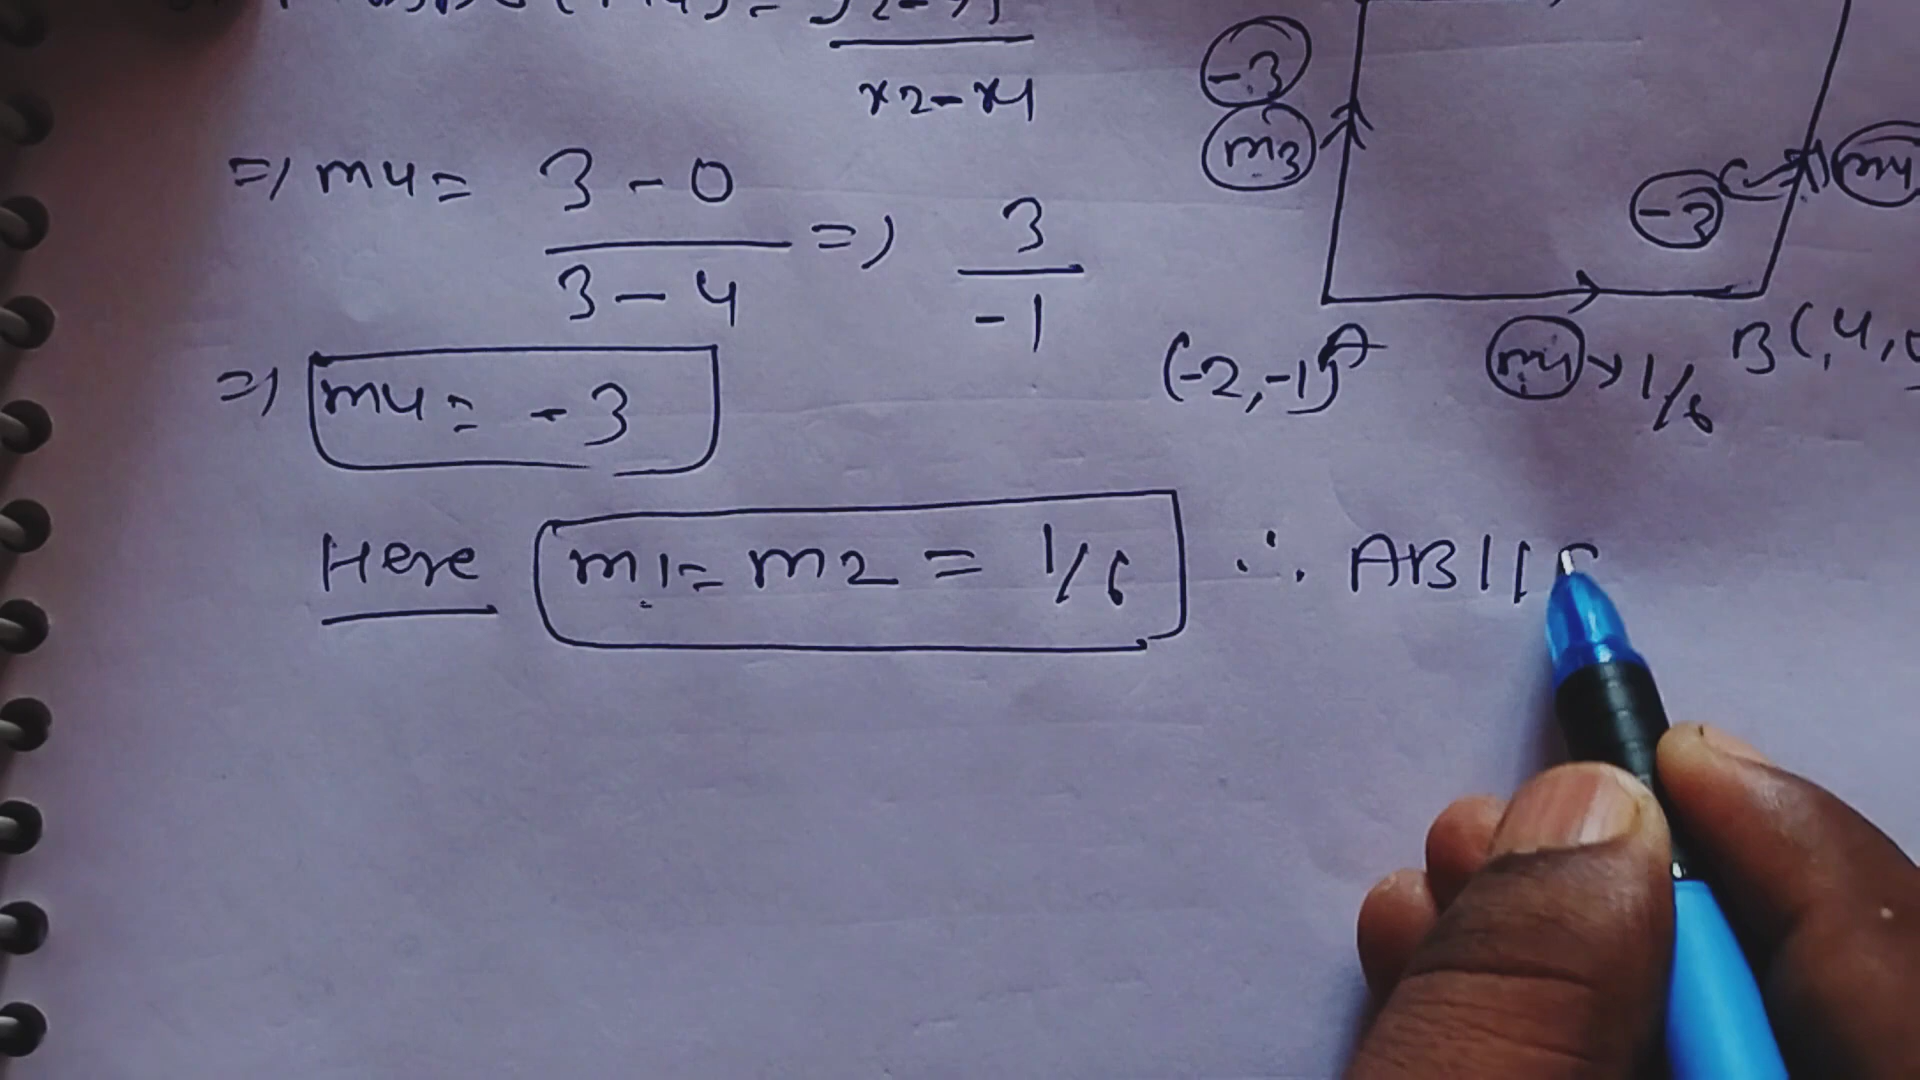 x2-x1
-3
m3
=> m4 = 3 - 0
3 - 4
=> 3
-1
-3
m4
=> m4 = -3
(-2,-1) A
m1 → 1/6
B (4,
Here m1 = m2 = 1/6 ∴ AB ||